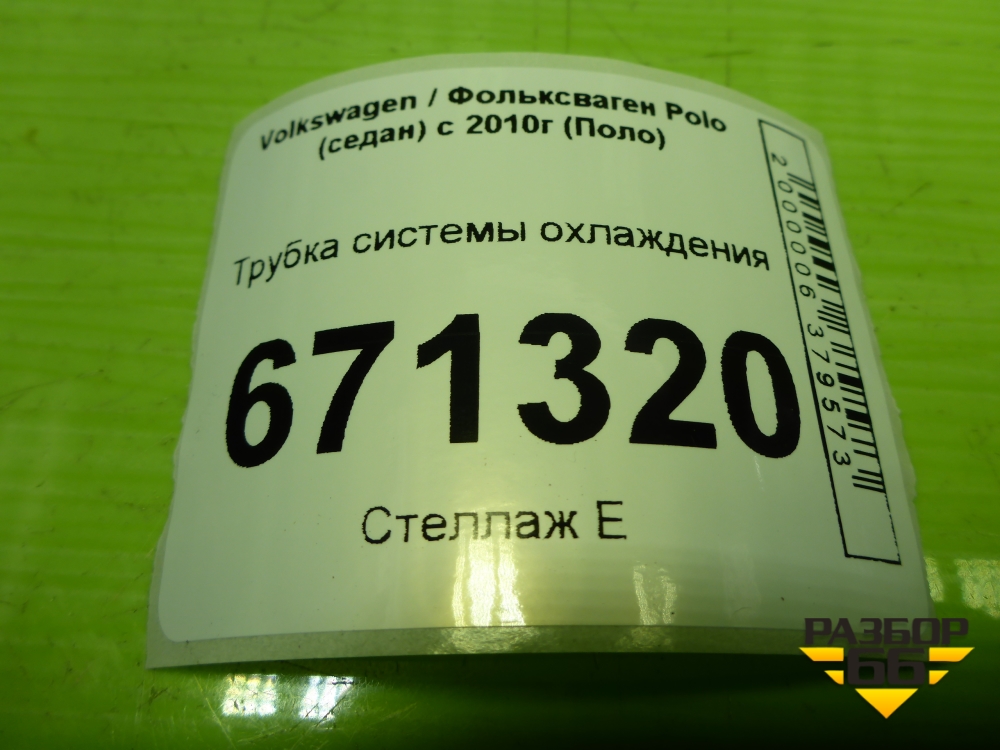 Volkswagen / Фольксваген Polo
(седан) с 2010г (Поло)
Трубка системы охлаждения
671320
Стеллаж Е
2000006379573
РАЗБОР
66